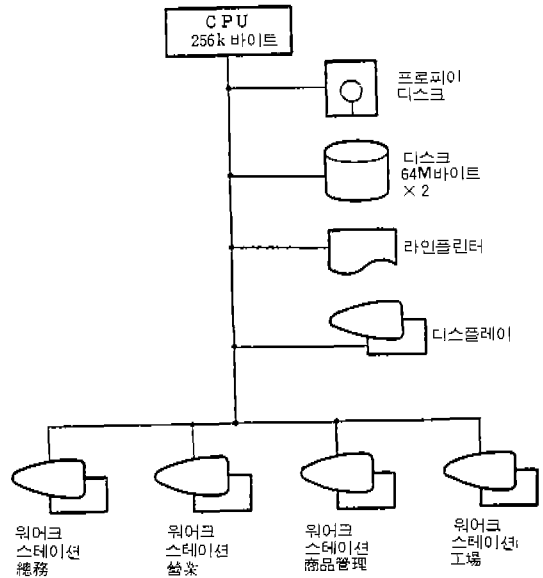 CPU
256k 바이트
프로피이
디스크
디스크
64M바이트
×2
라인플린터
디스플레이
워어크
스테이션
總務
워어크
스테이션
營業
워어크
스테이션
商品管理
워어크
스테이션
工場